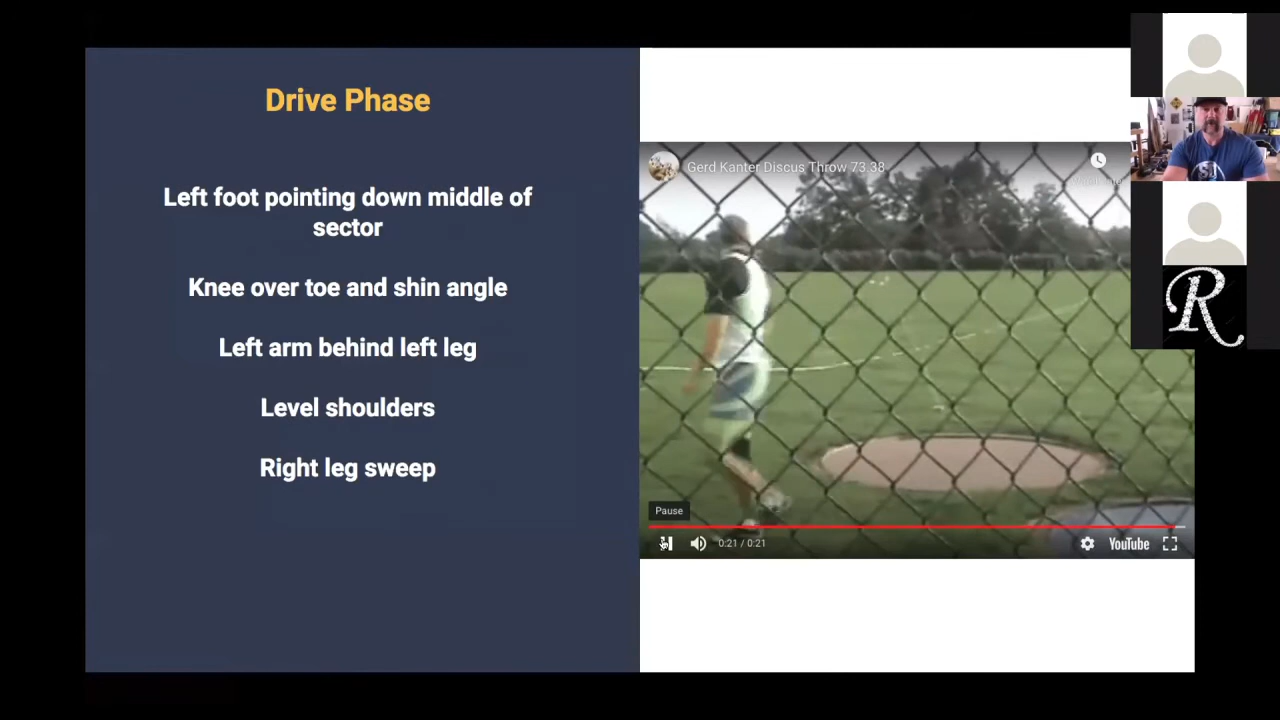 Drive Phase
Left foot pointing down middle of
sector
Knee over toe and shin angle
Left arm behind left leg
Level shoulders
Right leg sweep
Gerd Kanter Discus Throw 73.38
Pause
0:21 / 0:21
YouTube
R